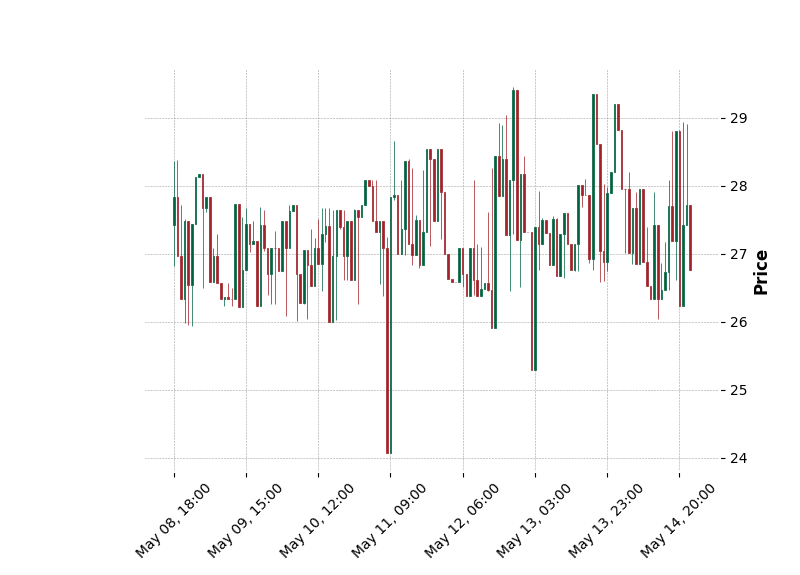 29
28
27
26
25
24
Price
May 08, 18:00
May 09, 15:00
May 10, 12:00
May 11, 09:00
May 12, 06:00
May 13, 03:00
May 13, 23:00
May 14, 20:00